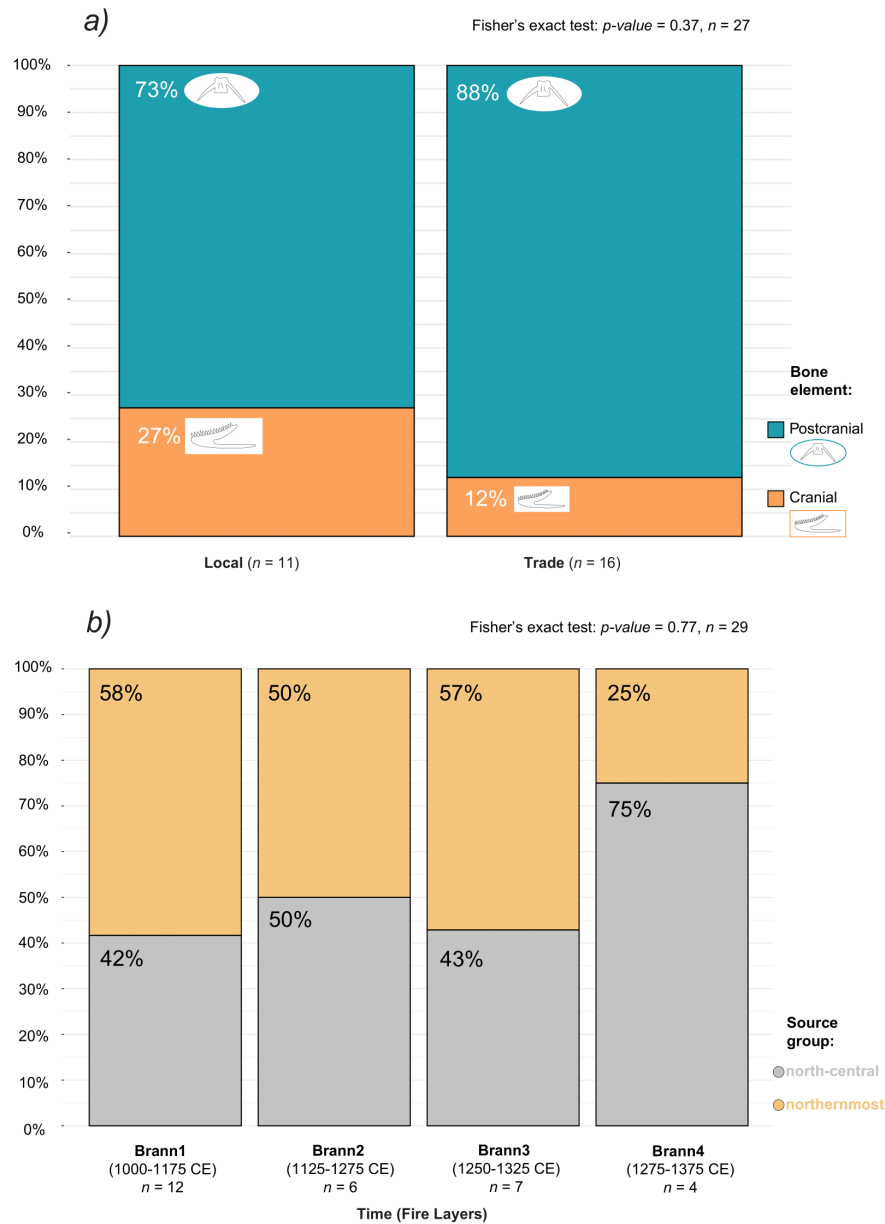 a)
Fisher's exact test: p-value = 0.37, n = 27
100%
90%
80%
70%
60%
50%
40%
30%
20%
10%
0%
73%
88%
27%
12%
Local (n = 11)
Trade (n = 16)
Bone
element:
Postcranial
Cranial
b)
Fisher's exact test: p-value = 0.77, n = 29
100%
90%
80%
70%
60%
50%
40%
30%
20%
10%
0%
58%
50%
57%
25%
42%
50%
43%
75%
Source
group:
north-central
northernmost
Brann1
(1000-1175 CE)
n = 12
Brann2
(1125-1275 CE)
n = 6
Brann3
(1250-1325 CE)
n = 7
Brann4
(1275-1375 CE)
n = 4
Time (Fire Layers)